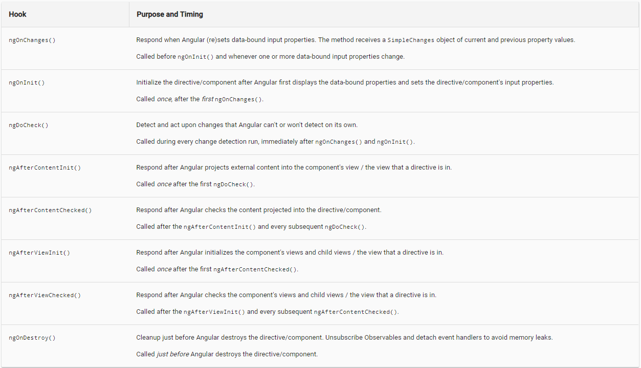 Hook Purpose and Timing
ngOnChanges() Respond when Angular (re)sets data-bound input properties. The method receives a SimpleChanges object of current and previous property values.
Called before ngOnInit() and whenever one or more data-bound input properties change.
ngOnInit() Initialize the directive/component after Angular first displays the data-bound properties and sets the directive/component's input properties.
Called once, after the first ngOnChanges().
ngDoCheck() Detect and act upon changes that Angular can't or won't detect on its own.
Called during every change detection run, immediately after ngOnChanges() and ngOnInit().
ngAfterContentInit() Respond after Angular projects external content into the component's view / the view that a directive is in.
Called once after the first ngDoCheck().
ngAfterContentChecked() Respond after Angular checks the content projected into the directive/component.
Called after the ngAfterContentInit() and every subsequent ngDoCheck().
ngAfterViewInit() Respond after Angular initializes the component's views and child views / the view that a directive is in.
Called once after the first ngAfterContentChecked().
ngAfterViewChecked() Respond after Angular checks the component's views and child views / the view that a directive is in.
Called after the ngAfterViewInit() and every subsequent ngAfterContentChecked().
ngOnDestroy() Cleanup just before Angular destroys the directive/component. Unsubscribe Observables and detach event handlers to avoid memory leaks.
Called just before Angular destroys the directive/component.